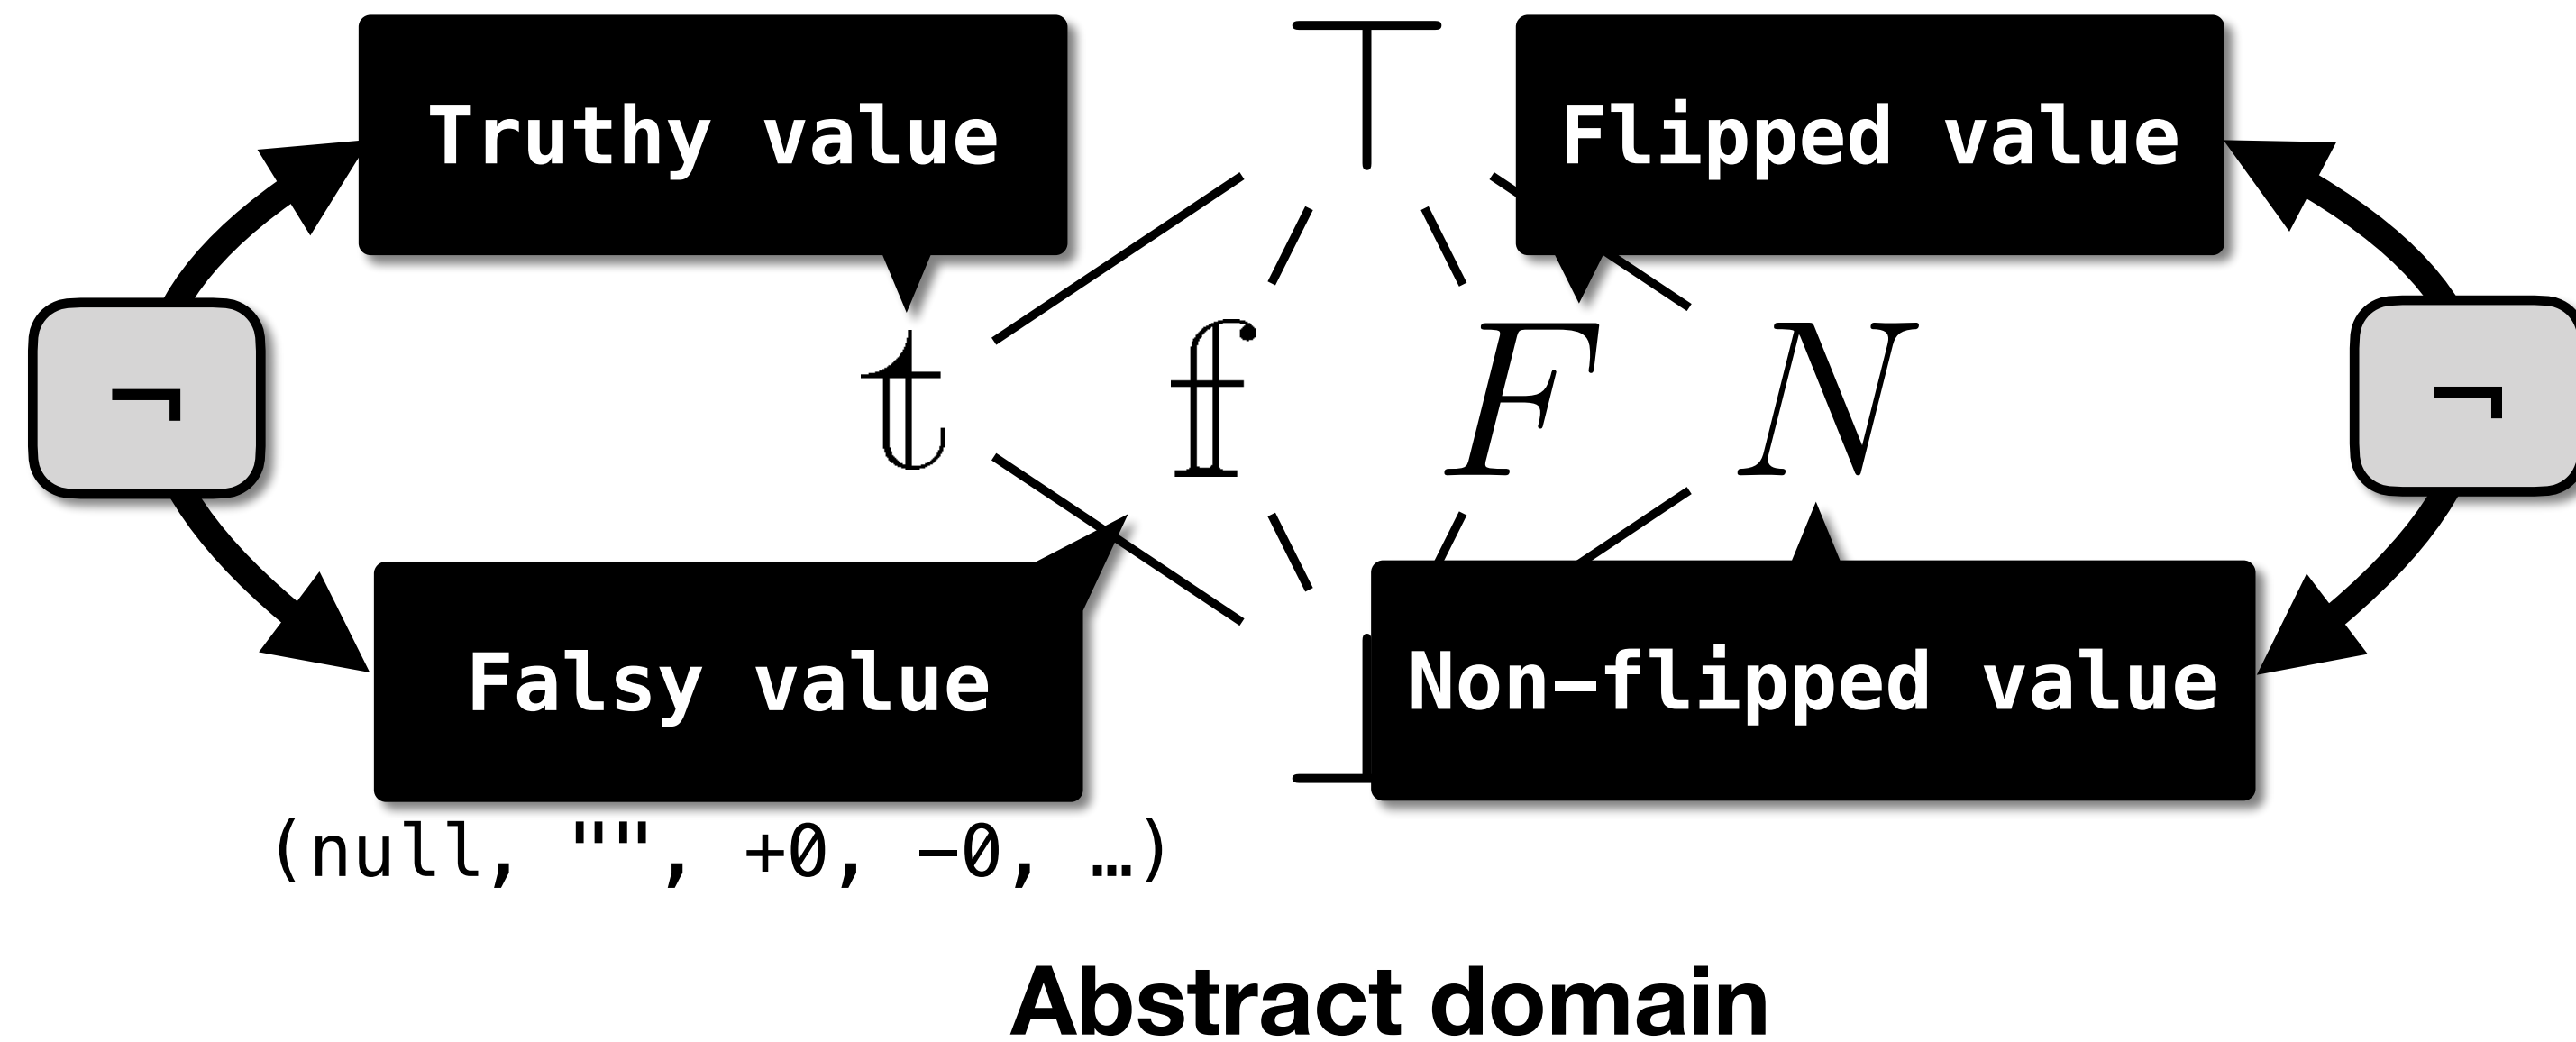 Truthy value ⊤ Flipped value
¬ 𝕥 𝕗 F N ¬
Falsy value ⊥ Non-flipped value
(null, "", +0, -0, …)
Abstract domain